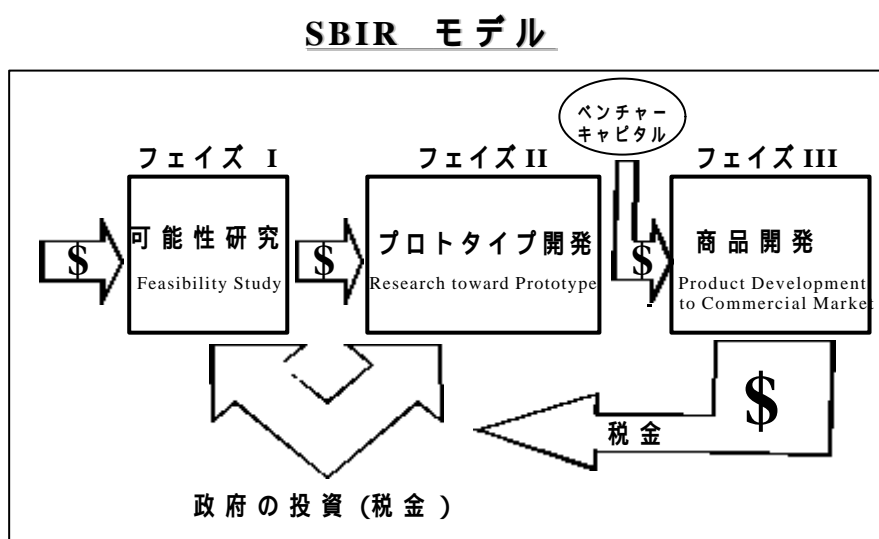 SBIR モデル
ベンチャー
キャピタル
フェイズ I
フェイズ II
フェイズ III
$
可能性研究
Feasibility Study
$
プロトタイプ開発
Research toward Prototype
$
商品開発
Product Development
to Commercial Market
$
税金
政府の投資 (税金)